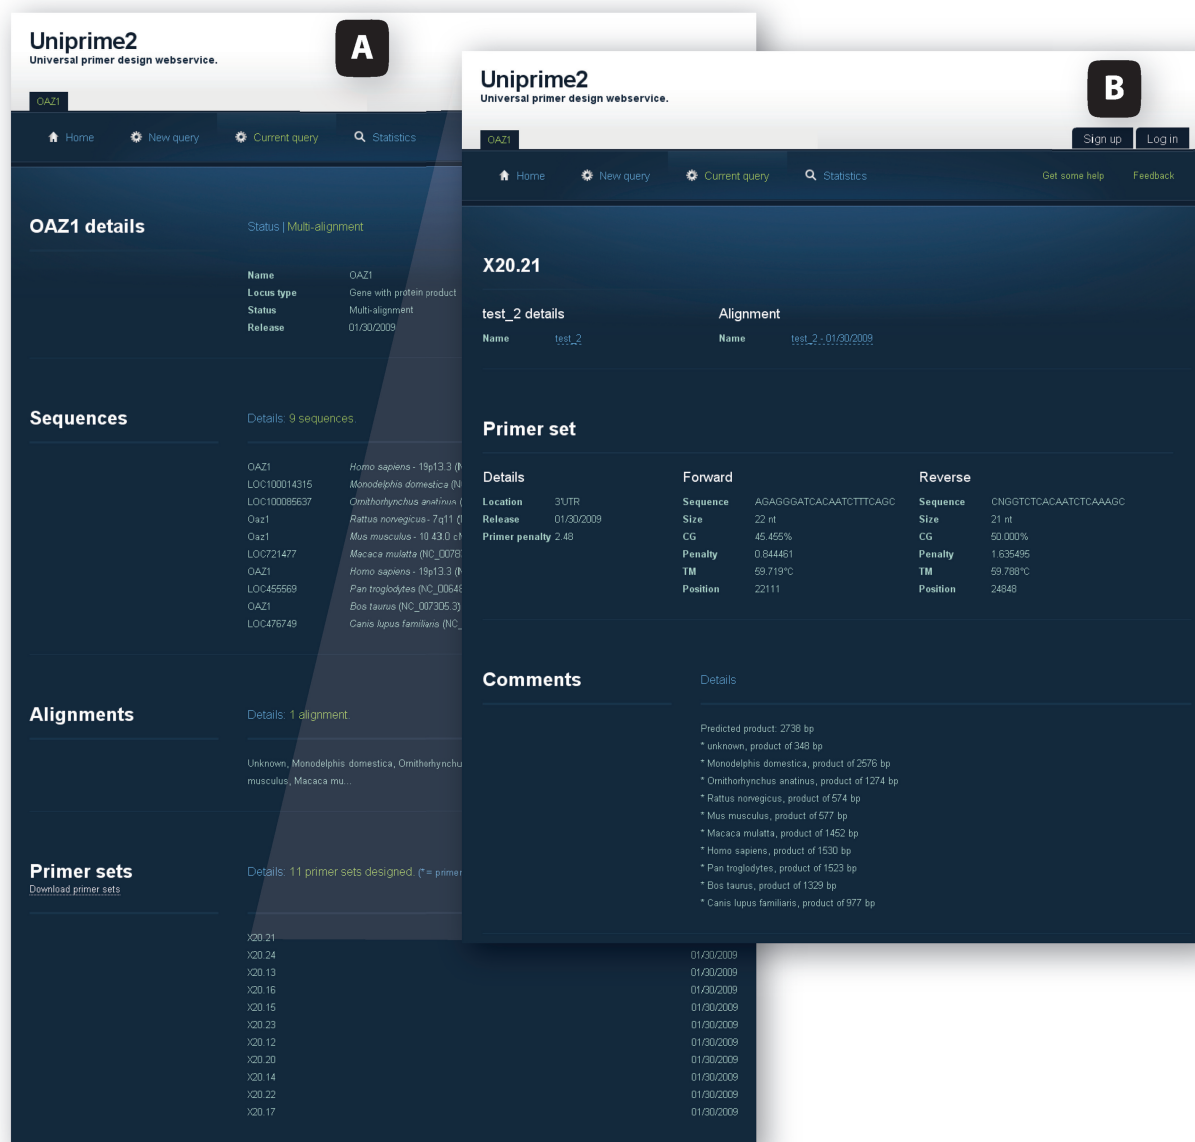 A
Uniprime2
Universal primer design webservice.
OAZ1
Home
New query
Current query
Statistics
OAZ1 details
Status | Multi-alignment
Name OAZ1
Locus type Gene with protein product
Status Multi-alignment
Release 01/30/2009
Sequences
Details: 9 sequences.
OAZ1 Homo sapiens - 19p13.3 (N
LOC100014315 Monodelphis domestica (N
LOC100085637 Ornithorhynchus anatinus (
Oaz1 Rattus norvegicus - 7q11 (
Oaz1 Mus musculus - 10 43.0 cM
LOC721477 Macaca mulatta (NC_0078
OAZ1 Homo sapiens - 19p13.3 (N
LOC455569 Pan troglodytes (NC_00648
OAZ1 Bos taurus (NC_007305.3)
LOC476749 Canis lupus familiaris (NC_
Alignments
Details: 1 alignment.
Unknown, Monodelphis domestica, Ornithorhynchu
musculus, Macaca mu...
Primer sets
Download primer sets
Details: 11 primer sets designed. (* = primer
X20.21
X20.24 01/30/2009
X20.13 01/30/2009
X20.16 01/30/2009
X20.15 01/30/2009
X20.23 01/30/2009
X20.12 01/30/2009
X20.20 01/30/2009
X20.14 01/30/2009
X20.22 01/30/2009
X20.17 01/30/2009
B
Uniprime2
Universal primer design webservice.
OAZ1
Sign up
Log in
Home
New query
Current query
Statistics
Get some help
Feedback
X20.21
test_2 details
Name test_2
Alignment
Name test_2 - 01/30/2009
Primer set
Details
Location 3'UTR
Release 01/30/2009
Primer penalty 2.48
Forward
Sequence AGAGGGATCACAATCTTTCAGC
Size 22 nt
CG 45.455%
Penalty 0.844461
TM 59.719°C
Position 22111
Reverse
Sequence CNGGTCTCACAATCTCAAAGC
Size 21 nt
CG 50.000%
Penalty 1.635495
TM 59.788°C
Position 24848
Comments
Details
Predicted product: 2738 bp
* unknown, product of 348 bp
* Monodelphis domestica, product of 2576 bp
* Ornithorhynchus anatinus, product of 1274 bp
* Rattus norvegicus, product of 574 bp
* Mus musculus, product of 577 bp
* Macaca mulatta, product of 1452 bp
* Homo sapiens, product of 1530 bp
* Pan troglodytes, product of 1523 bp
* Bos taurus, product of 1329 bp
* Canis lupus familiaris, product of 977 bp